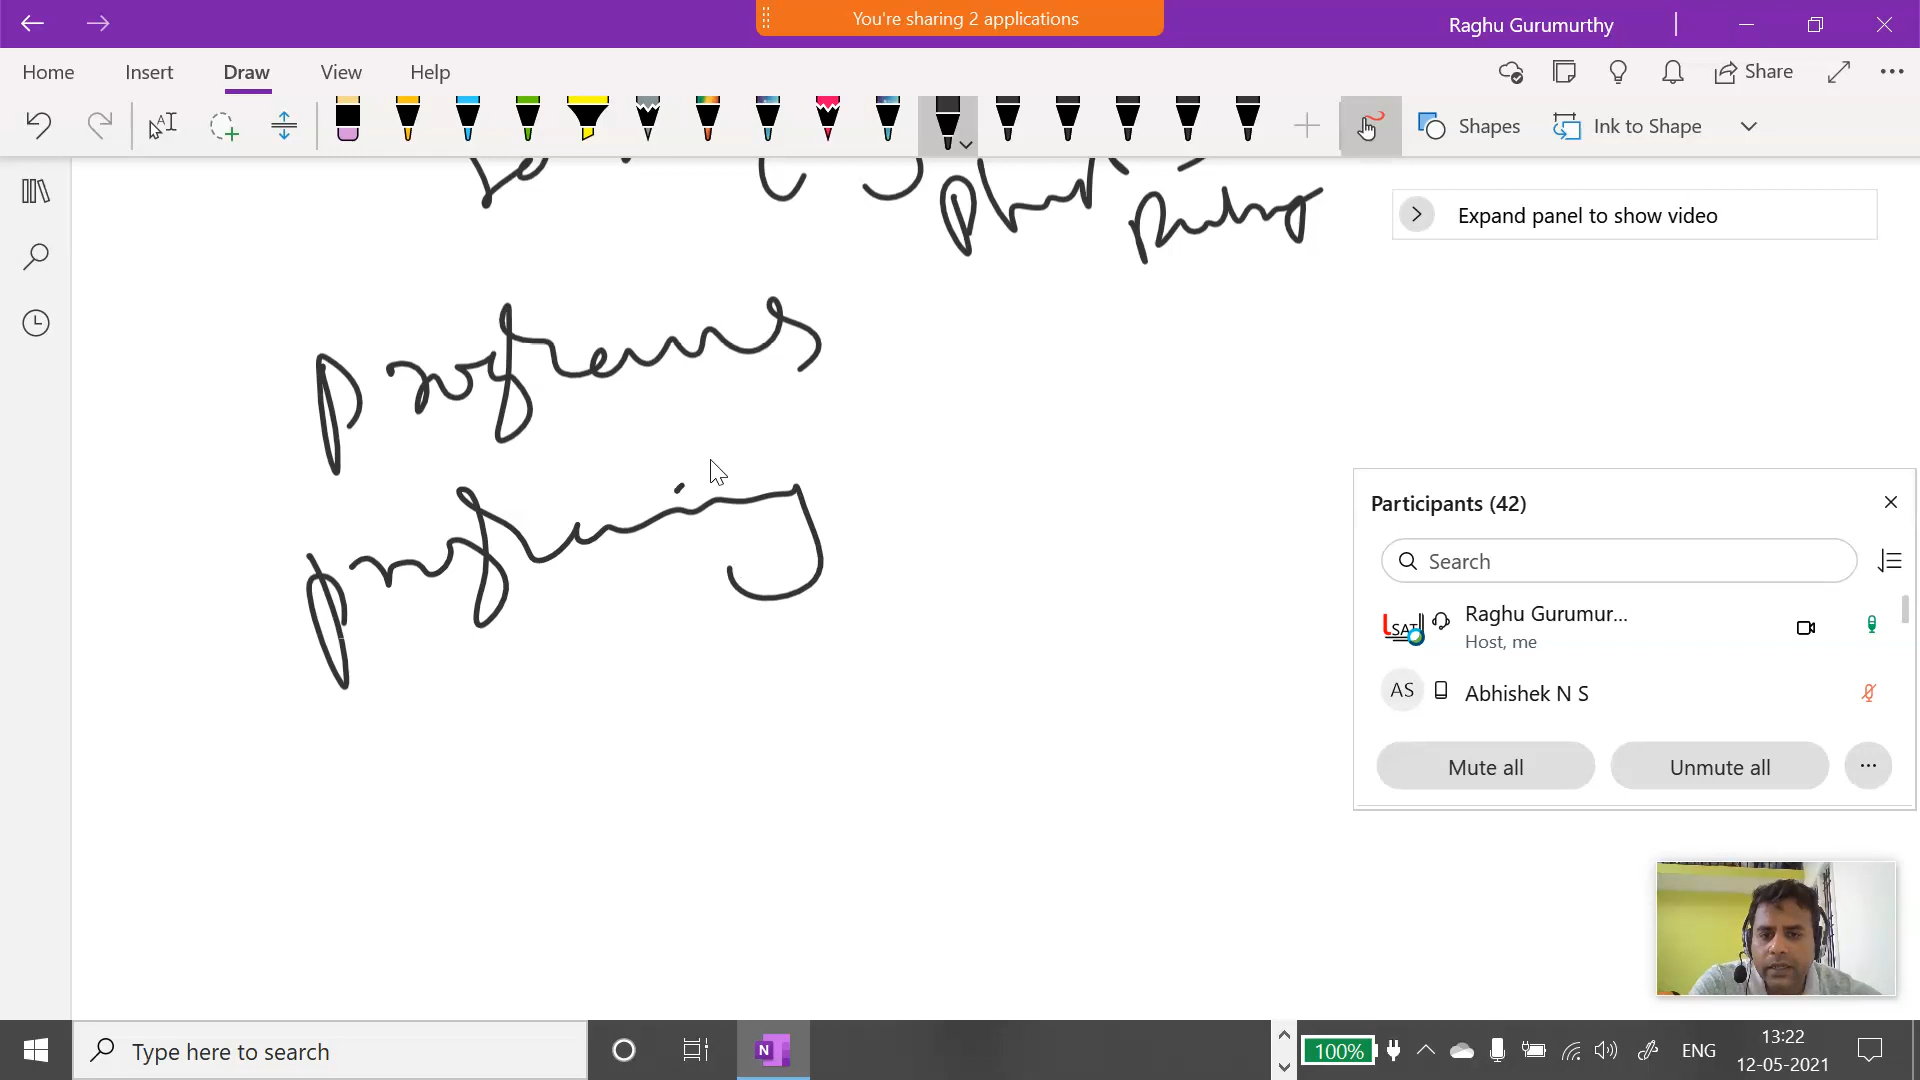 You're sharing 2 applications
Raghu Gurumurthy
Home Insert Draw View Help
Share
Shapes Ink to Shape
Expand panel to show video
programs
programing
Participants (42)
Search
Raghu Gurumur...
Host, me
AS Abhishek N S
Mute all Unmute all
Type here to search
100% ENG 13:22
12-05-2021